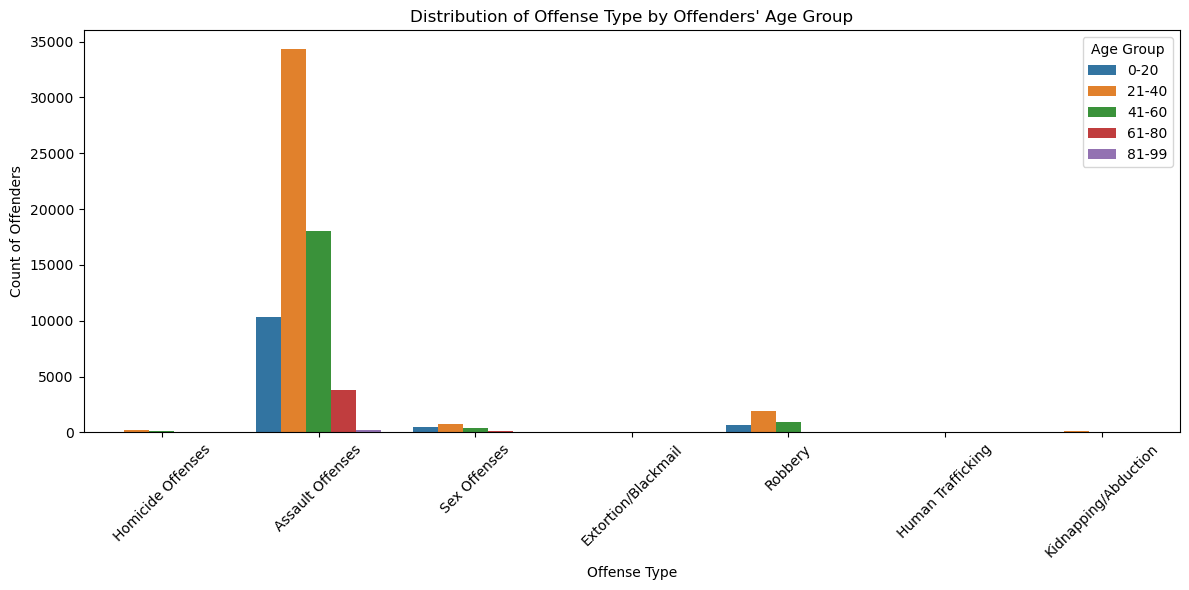 Distribution of Offense Type by Offenders' Age Group
Count of Offenders
35000
30000
25000
20000
15000
10000
5000
0
Age Group
0-20
21-40
41-60
61-80
81-99
Homicide Offenses
Assault Offenses
Sex Offenses
Extortion/Blackmail
Robbery
Human Trafficking
Kidnapping/Abduction
Offense Type